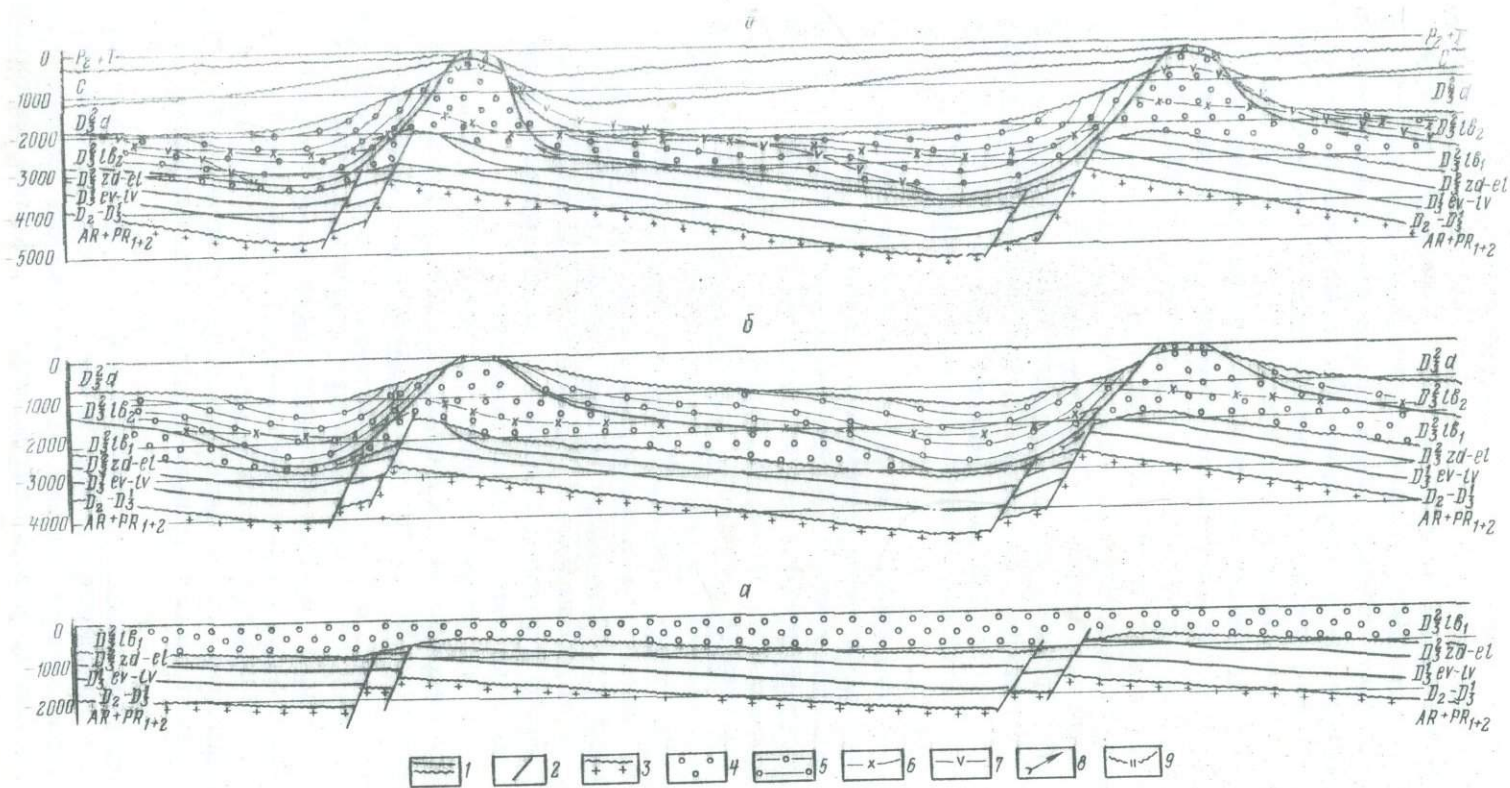 0
P₂+T
C
-1000
D₃²d
-2000
D₃²lb₂
-3000
D₃²zd-el
D₃¹ev-lv
-4000
D₂-D₃¹
AR+PR₁₊₂
-5000
P₂+T
C
D₃²d
D₃²lb₂
D₃²lb₁
D₃²zd-el
D₃¹ev-lv
D₂-D₃¹
AR+PR₁₊₂
б
0
D₃²d
-1000
D₃²lb₂
-2000
D₃²lb₁
D₃²zd-el
-3000
D₃¹ev-lv
D₂-D₃¹
-4000
AR+PR₁₊₂
D₃²d
D₃²lb₂
D₃²lb₁
D₃²zd-el
D₃¹ev-lv
D₂-D₃¹
AR+PR₁₊₂
а
0
D₃²lb₁
D₃²zd-el
-1000
D₃¹ev-lv
D₂-D₃¹
-2000
AR+PR₁₊₂
D₃²lb₁
D₃²zd-el
D₃¹ev-lv
D₂-D₃¹
AR+PR₁₊₂
1 2 3 4 5 6 7 8 9